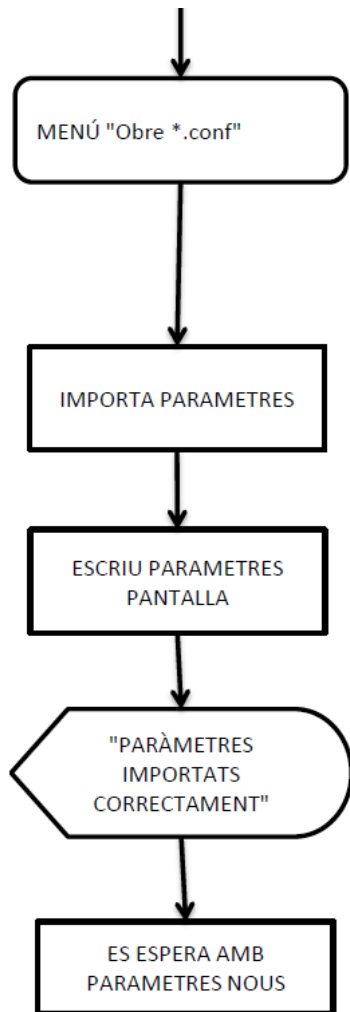 MENÚ "Obre *.conf"
IMPORTA PARAMETRES
ESCRIU PARAMETRES
PANTALLA
"PARÀMETRES
IMPORTATS
CORRECTAMENT"
ES ESPERA AMB
PARAMETRES NOUS